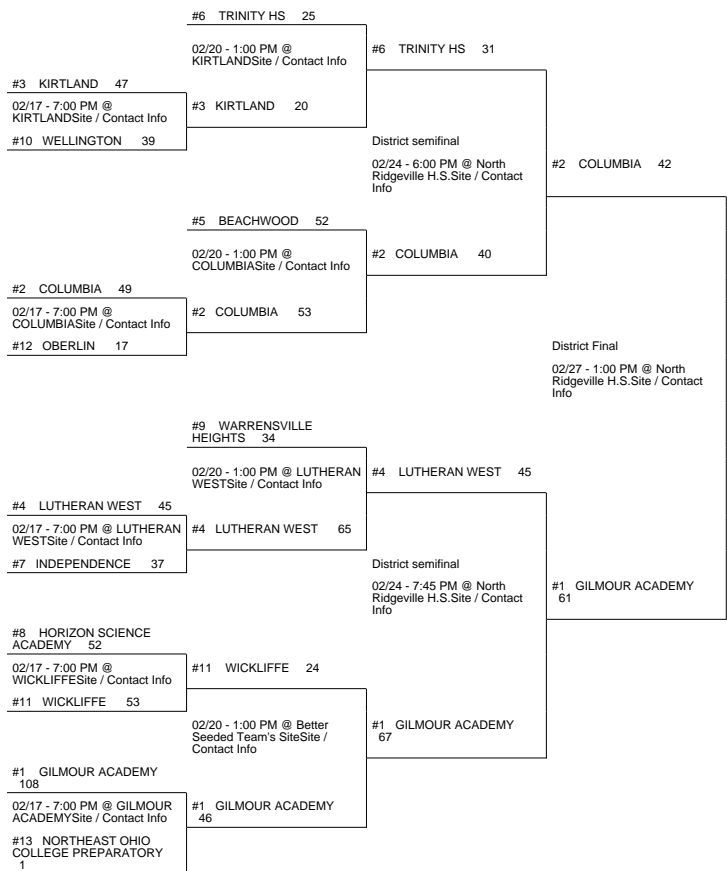 #6 TRINITY HS 25
02/20 - 1:00 PM @
KIRTLANDSite / Contact Info
#6 TRINITY HS 31
#3 KIRTLAND 47
02/17 - 7:00 PM @
KIRTLANDSite / Contact Info
#3 KIRTLAND 20
#10 WELLINGTON 39
District semifinal
02/24 - 6:00 PM @ North
Ridgeville H.S.Site / Contact
Info
#2 COLUMBIA 42
#5 BEACHWOOD 52
02/20 - 1:00 PM @
COLUMBIASite / Contact Info
#2 COLUMBIA 40
#2 COLUMBIA 49
02/17 - 7:00 PM @
COLUMBIASite / Contact Info
#2 COLUMBIA 53
#12 OBERLIN 17
District Final
02/27 - 1:00 PM @ North
Ridgeville H.S.Site / Contact
Info
#9 WARRENSVILLE
HEIGHTS 34
02/20 - 1:00 PM @ LUTHERAN
WESTSite / Contact Info
#4 LUTHERAN WEST 45
#4 LUTHERAN WEST 45
02/17 - 7:00 PM @ LUTHERAN
WESTSite / Contact Info
#4 LUTHERAN WEST 65
#7 INDEPENDENCE 37
District semifinal
02/24 - 7:45 PM @ North
Ridgeville H.S.Site / Contact
Info
#1 GILMOUR ACADEMY
61
#8 HORIZON SCIENCE
ACADEMY 52
02/17 - 7:00 PM @
WICKLIFFESite / Contact Info
#11 WICKLIFFE 24
#11 WICKLIFFE 53
02/20 - 1:00 PM @ Better
Seeded Team's SiteSite /
Contact Info
#1 GILMOUR ACADEMY
67
#1 GILMOUR ACADEMY
108
02/17 - 7:00 PM @ GILMOUR
ACADEMYSite / Contact Info
#1 GILMOUR ACADEMY
46
#13 NORTHEAST OHIO
COLLEGE PREPARATORY
1